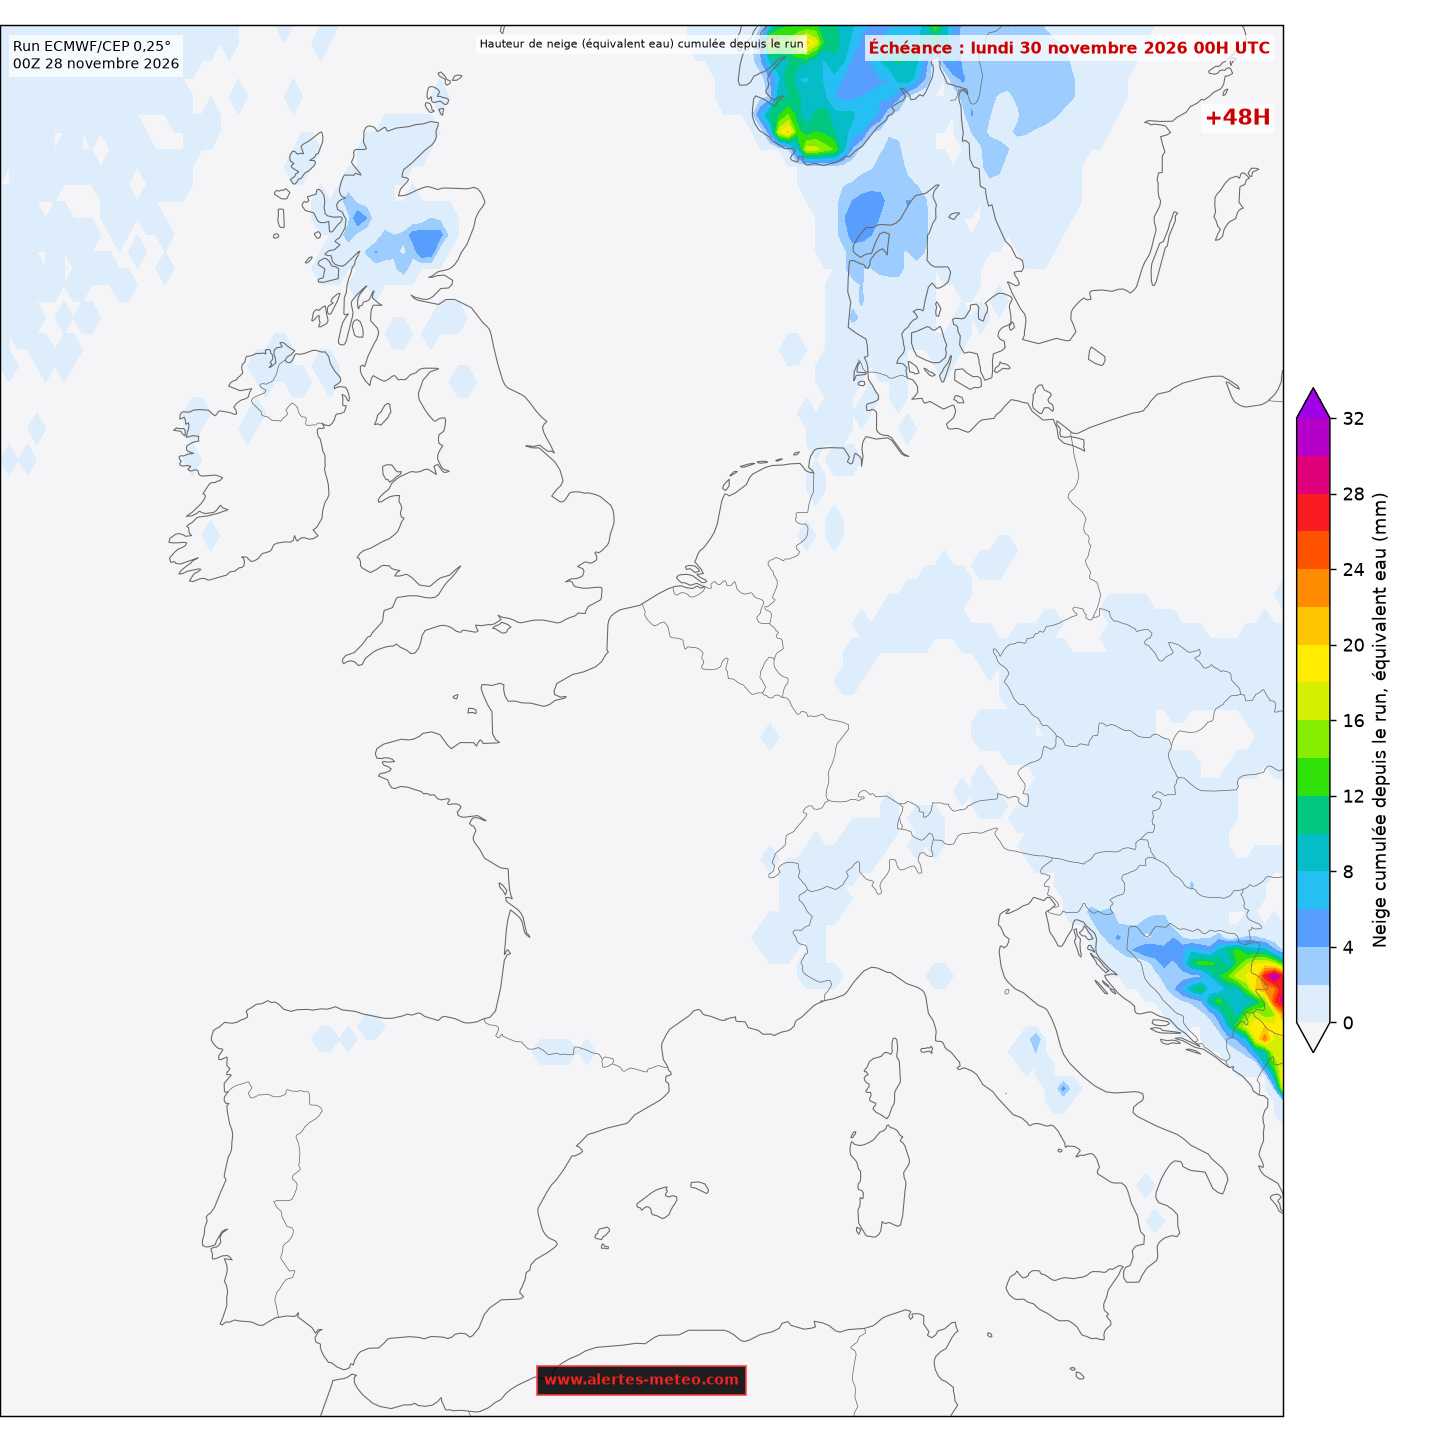 Run ECMWF/CEP 0,25°
00Z 28 novembre 2026
Hauteur de neige (équivalent eau) cumulée depuis le run
Échéance : lundi 30 novembre 2026 00H UTC
+48H
32
28
24
20
16
12
8
4
0
Neige cumulée depuis le run, équivalent eau (mm)
www.alertes-meteo.com